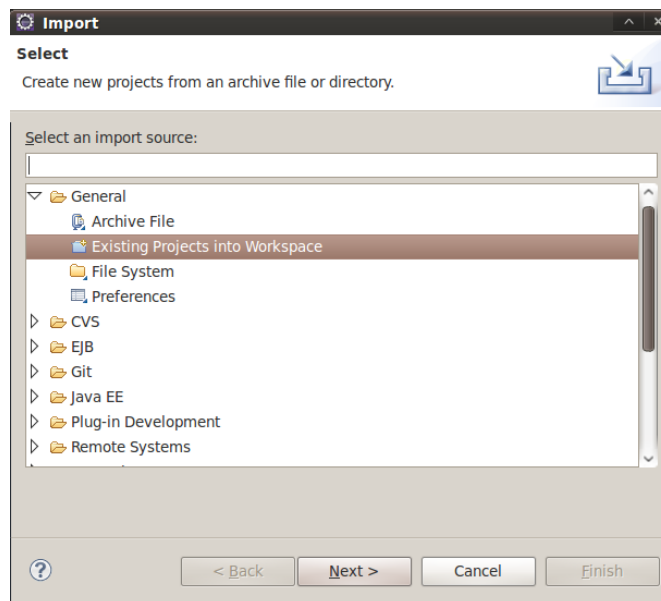 Import
Select
Create new projects from an archive file or directory.
Select an import source:
General
Archive File
Existing Projects into Workspace
File System
Preferences
CVS
EJB
Git
Java EE
Plug-in Development
Remote Systems
?
< Back Next > Cancel Finish